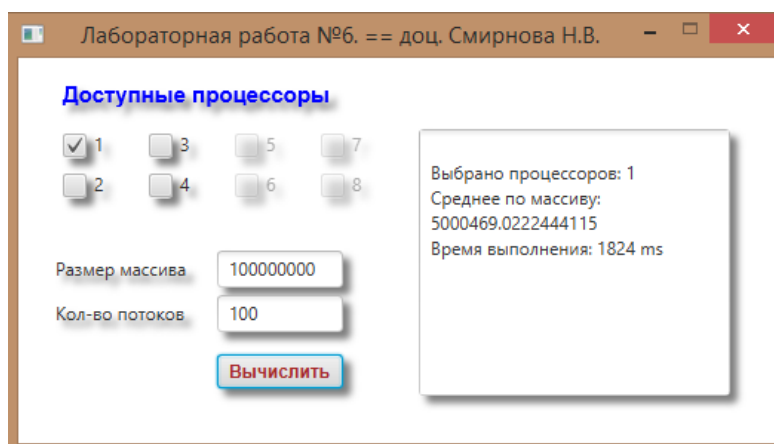 Лабораторная работа №6. == доц. Смирнова Н.В.
Доступные процессоры
1 3 5 7
2 4 6 8
Размер массива 100000000
Кол-во потоков 100
Вычислить
Выбрано процессоров: 1
Среднее по массиву:
5000469.0222444115
Время выполнения: 1824 ms